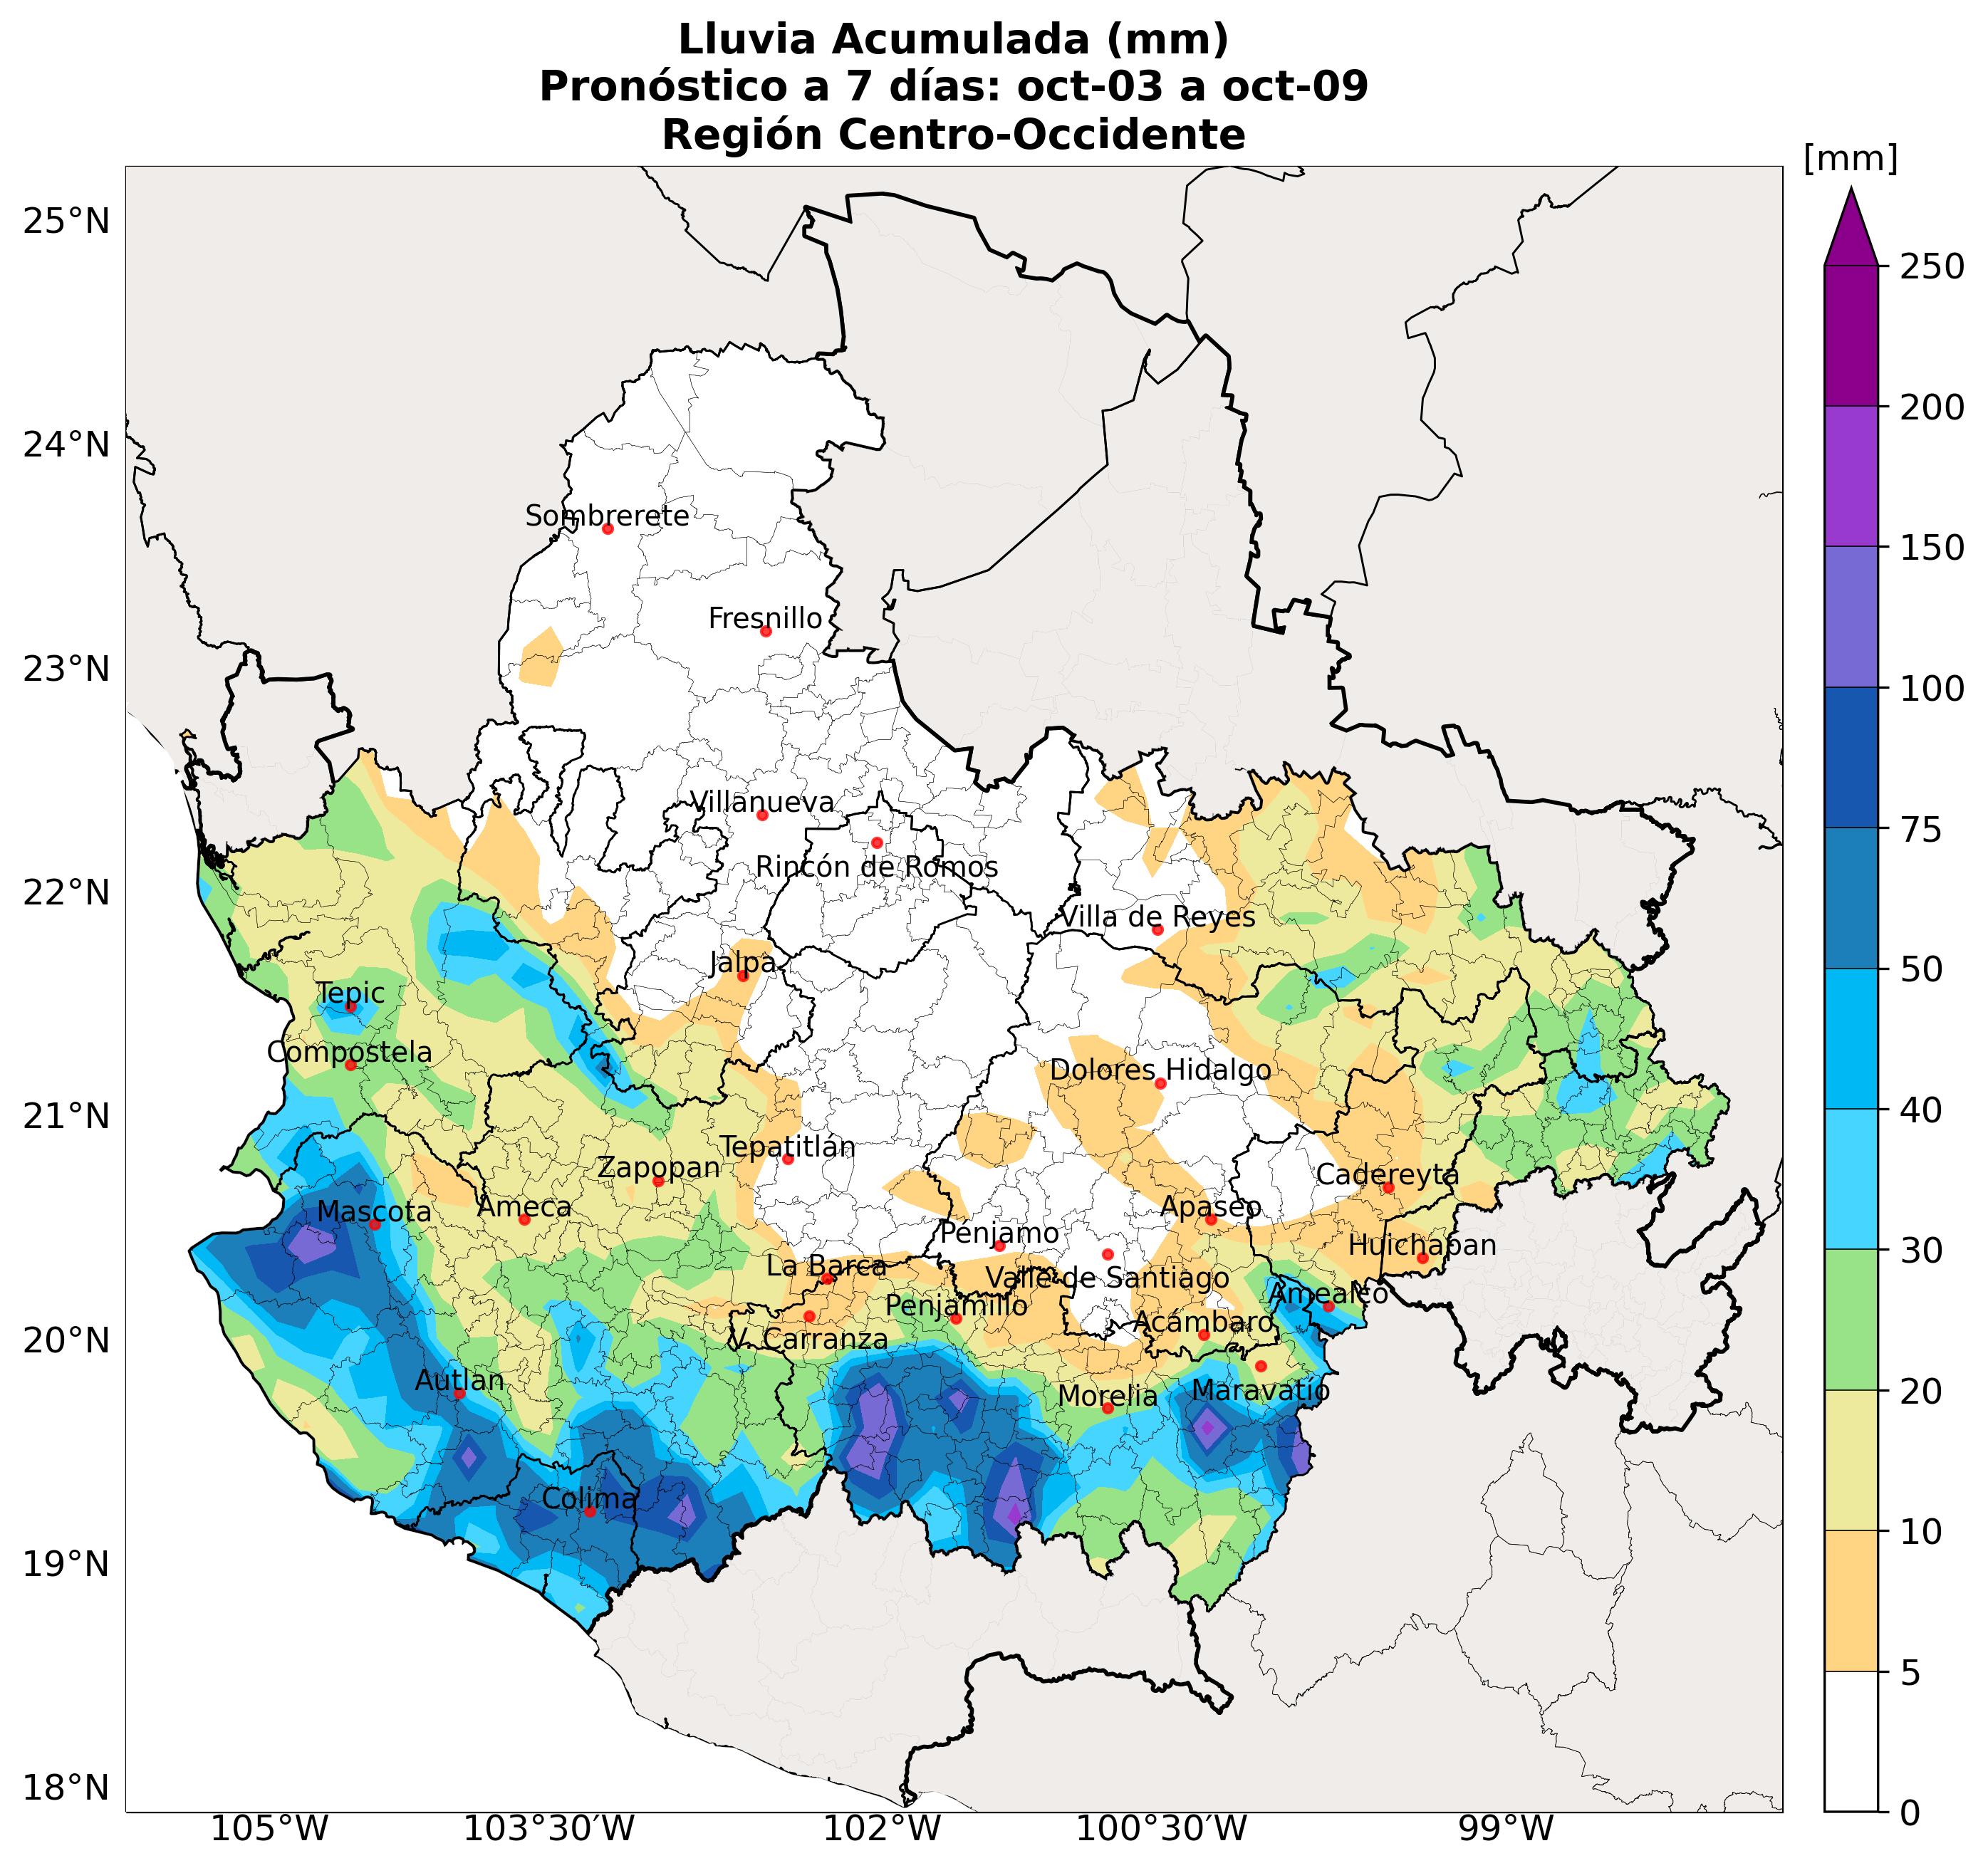 Lluvia Acumulada (mm)
Pronóstico a 7 días: oct-03 a oct-09
Región Centro-Occidente
[mm]
25°N
24°N
23°N
22°N
21°N
20°N
19°N
18°N
Sombrerete
Fresnillo
Villanueva
Rincón de Romos
Villa de Reyes
Jalpa
Tepic
Compostela
Dolores Hidalgo
Tepatitlán
Zapopan
Cadereyta
Mascota
Ameca
Apaseo
Penjamo
Huichapan
La Barca
Valle de Santiago
Amealco
Penjamillo
Acámbaro
V. Carranza
Autlan
Maravatío
Morelia
Colima
105°W
103°30'W
102°W
100°30'W
99°W
250
200
150
100
75
50
40
30
20
10
5
0